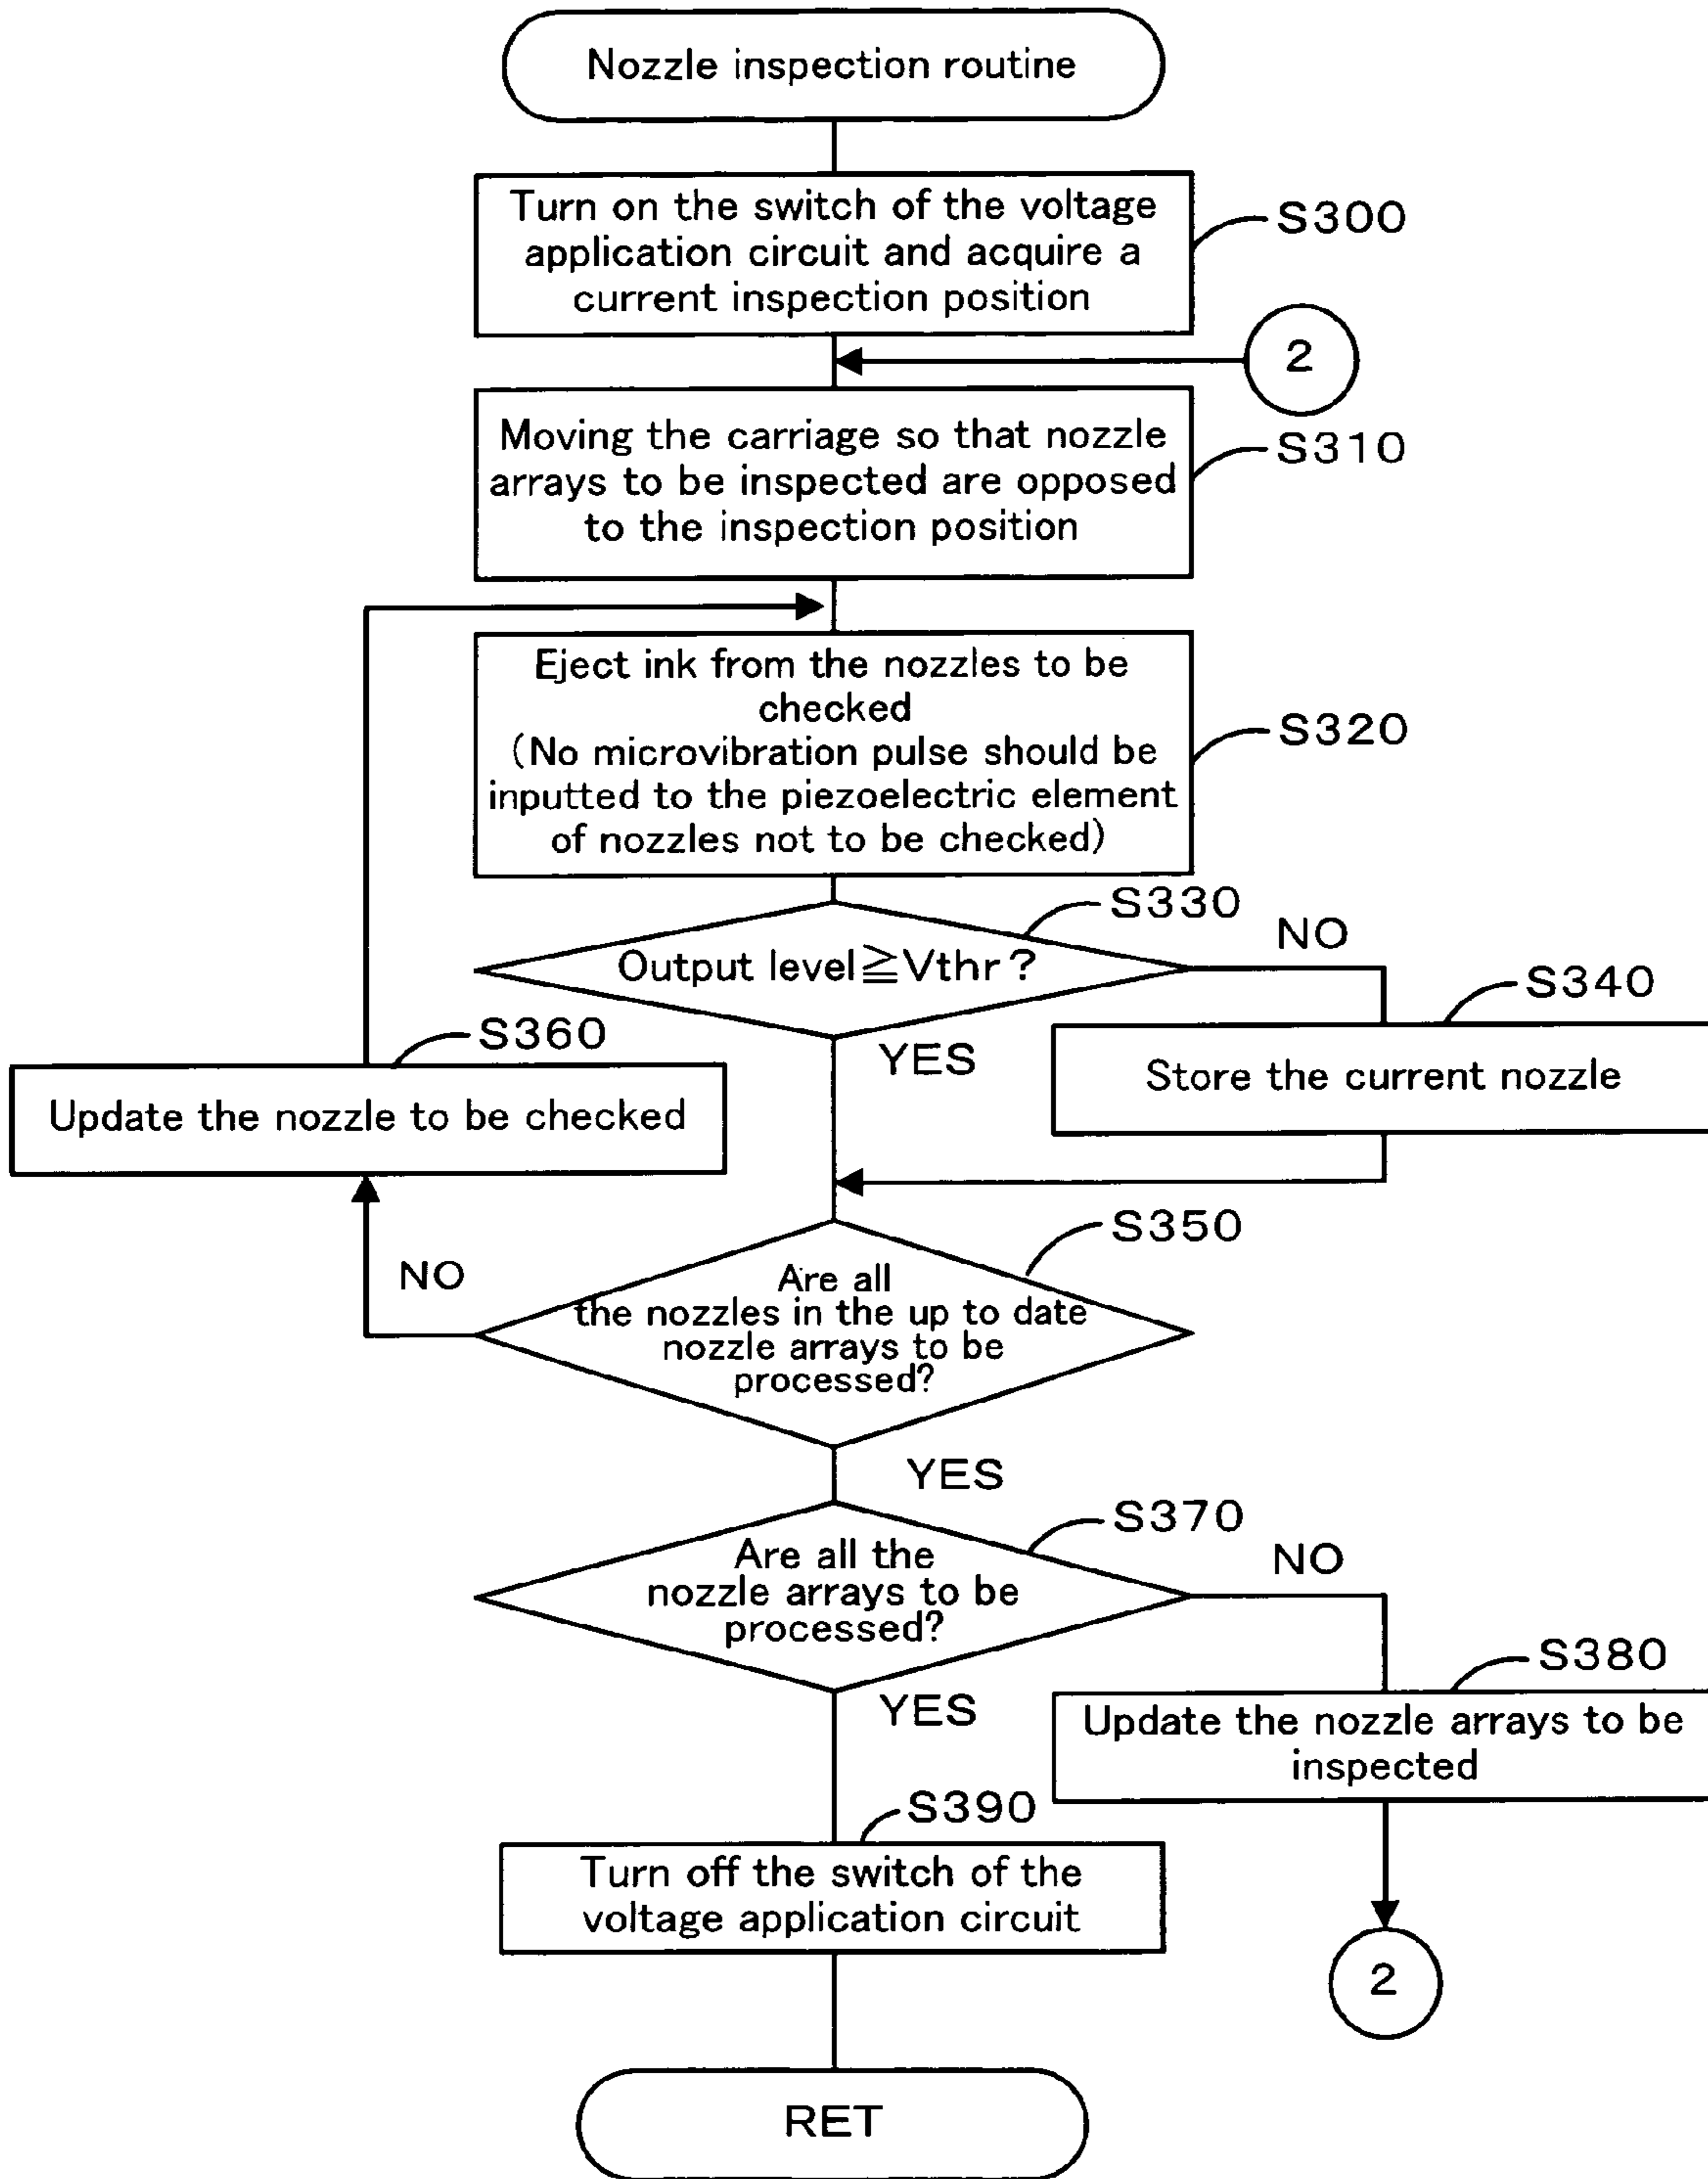 Nozzle inspection routine
Turn on the switch of the voltage
application circuit and acquire a
current inspection position
S300
2
Moving the carriage so that nozzle
arrays to be inspected are opposed
to the inspection position
S310
Eject ink from the nozzles to be
checked
(No microvibration pulse should be
inputted to the piezoelectric element
of nozzles not to be checked)
S320
S330
NO
Output level≧Vthr?
S340
S360
YES
Store the current nozzle
Update the nozzle to be checked
S350
NO
Are all
the nozzles in the up to date
nozzle arrays to be
processed?
YES
S370
NO
Are all the
nozzle arrays to be
processed?
S380
YES
Update the nozzle arrays to be
inspected
S390
Turn off the switch of the
voltage application circuit
2
RET